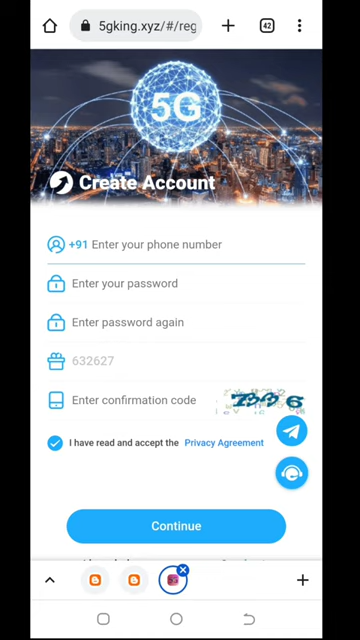 5gking.xyz/#/reg
42
5G
Create Account
+91 Enter your phone number
Enter your password
Enter password again
632627
Enter confirmation code
I have read and accept the Privacy Agreement
Continue